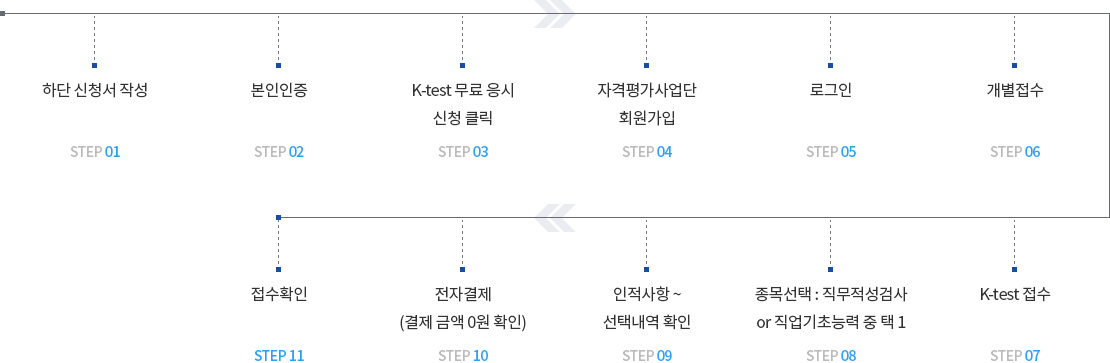 하단 신청서 작성
STEP 01
본인인증
STEP 02
K-test 무료 응시
신청 클릭
STEP 03
자격평가사업단
회원가입
STEP 04
로그인
STEP 05
개별접수
STEP 06
K-test 접수
STEP 07
종목선택 : 직무적성검사
or 직업기초능력 중 택 1
STEP 08
인적사항 ~
선택내역 확인
STEP 09
전자결제
(결제 금액 0원 확인)
STEP 10
접수확인
STEP 11